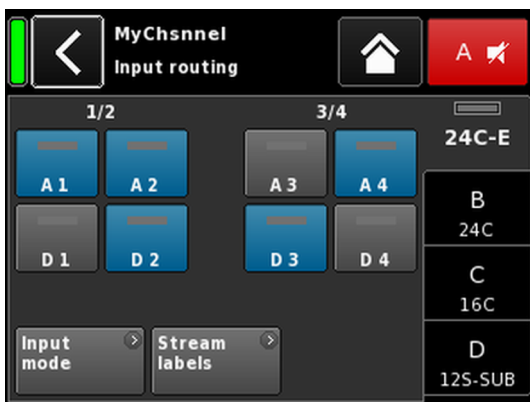 MyChsnnel
Input routing
A
1/2
3/4
24C-E
A 1
A 2
A 3
A 4
B
24C
D 1
D 2
D 3
D 4
C
16C
Input mode
Stream labels
D
12S-SUB